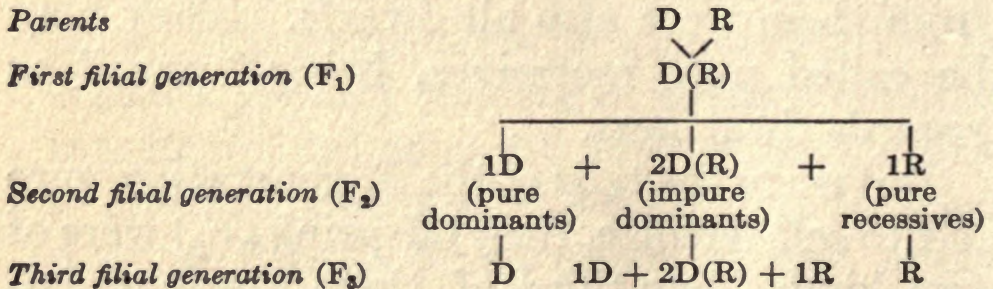 Parents D R
First filial generation (F₁) D(R)
1D + 2D(R) + 1R
Second filial generation (F₂) (pure dominants) (impure dominants) (pure recessives)
Third filial generation (F₃) D 1D + 2D(R) + 1R R